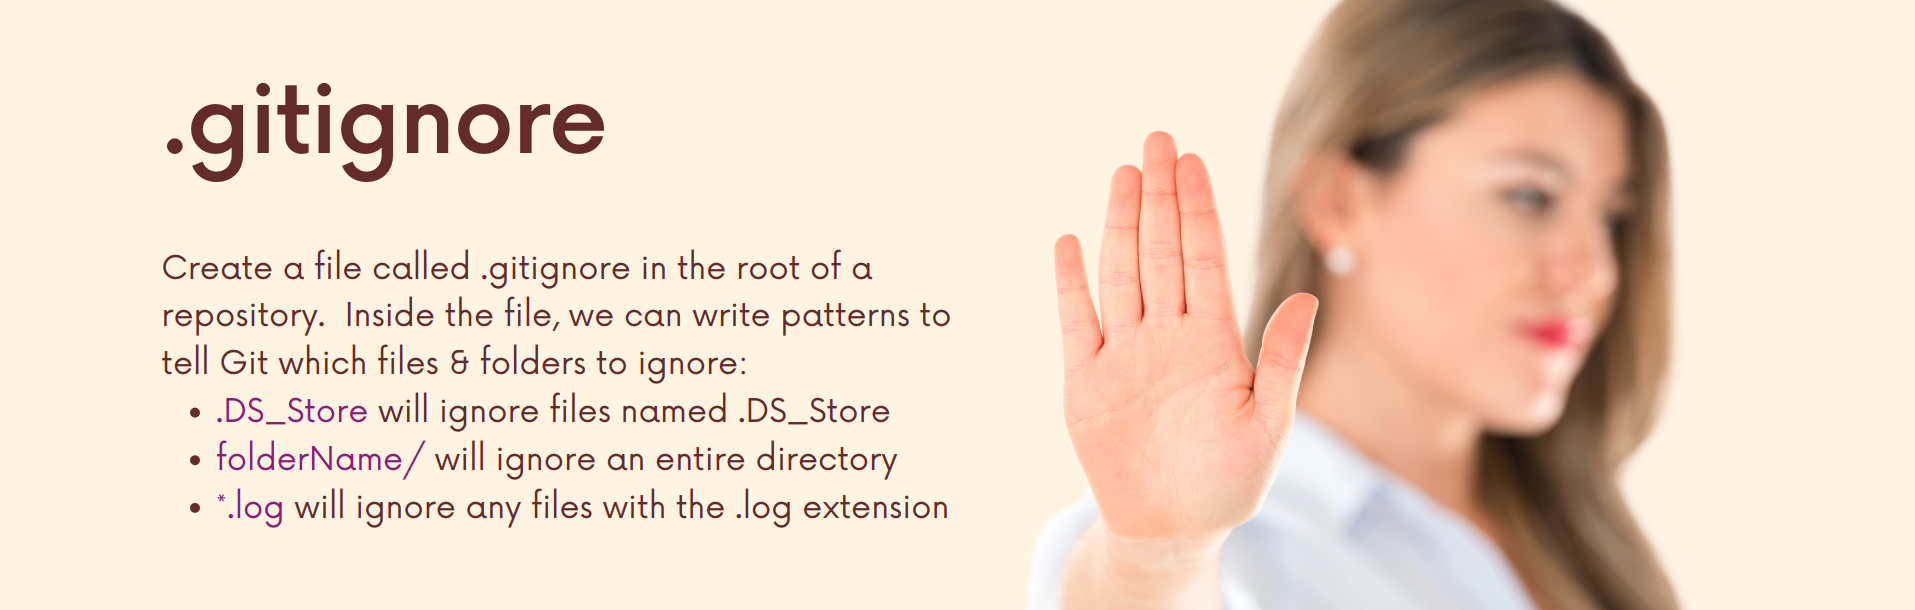 .gitignore
Create a file called .gitignore in the root of a
repository.  Inside the file, we can write patterns to
tell Git which files & folders to ignore:
• .DS_Store will ignore files named .DS_Store
• folderName/ will ignore an entire directory
• *.log will ignore any files with the .log extension